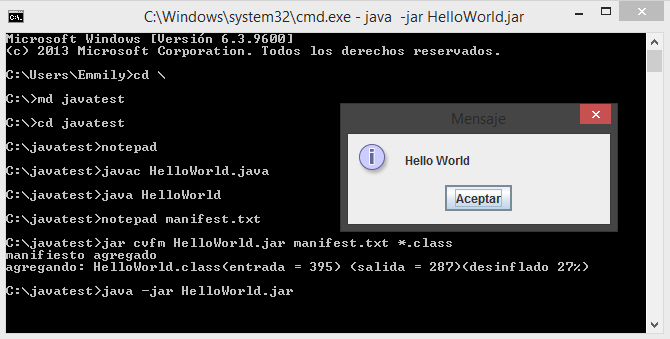 C:\Windows\system32\cmd.exe - java -jar HelloWorld.jar
Microsoft Windows [Versión 6.3.9600]
(c) 2013 Microsoft Corporation. Todos los derechos reservados.
C:\Users\Emmily>cd \
C:\>md javatest
C:\>cd javatest
C:\javatest>notepad
C:\javatest>javac HelloWorld.java
C:\javatest>java HelloWorld
C:\javatest>notepad manifest.txt
C:\javatest>jar cvfm HelloWorld.jar manifest.txt *.class
manifiesto agregado
agregando: HelloWorld.class(entrada = 395) (salida = 287)(desinflado 27%)
C:\javatest>java -jar HelloWorld.jar
Mensaje
Hello World
Aceptar